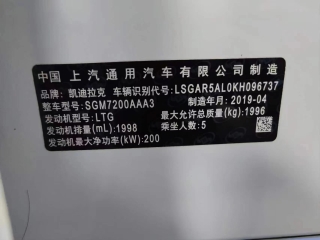 中国 上汽通用汽车有限公司制造
品牌: 凯迪拉克 车辆识别代号: LSGAR5AL0KH096737
整车型号: SGM7200AAA3 制造年月: 2019-04
发动机型号: LTG 最大允许总质量(kg): 1996
发动机排量(mL): 1998 乘坐人数: 5
发动机最大净功率(kW): 200